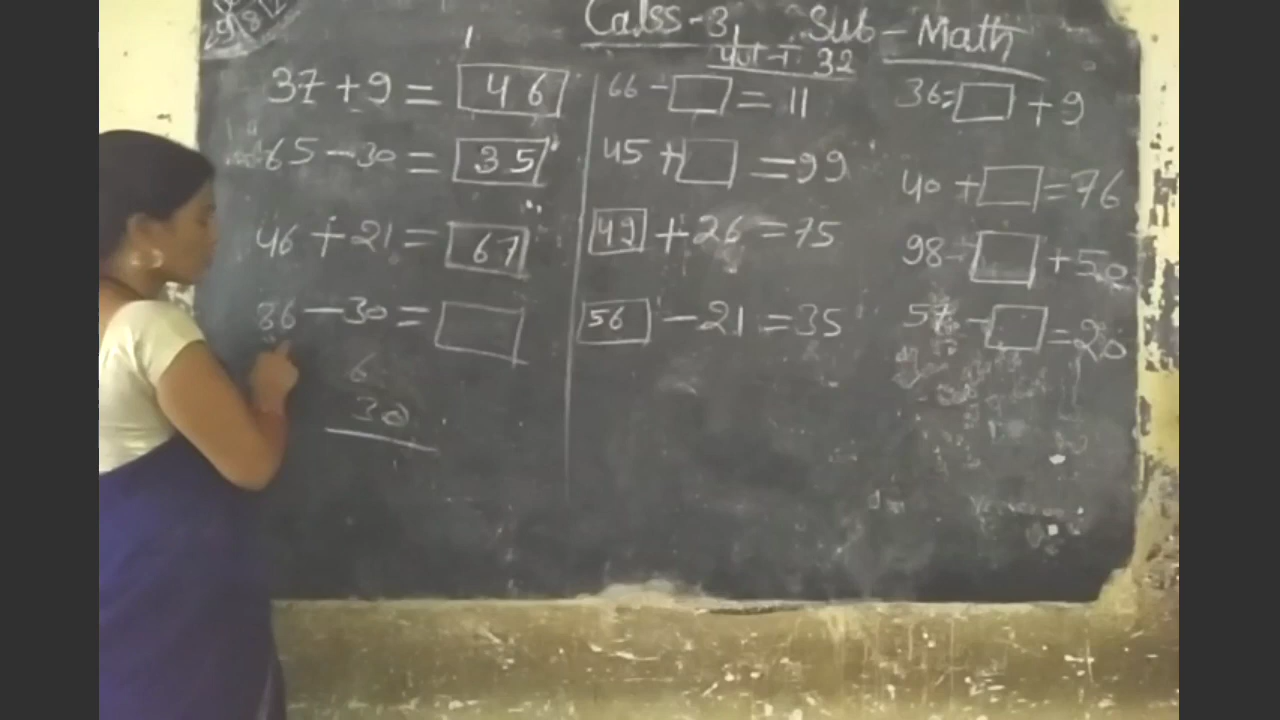 Calss-3 Sub-Math
32
37 + 9 = 46
65 - 30 = 35
46 + 21 = 67
86 - 30 =
6
30
66 - = 11
45 + = 99
49 + 26 = 75
56 - 21 = 35
36 = + 9
40 + = 76
98 - + 50
57 - = 20